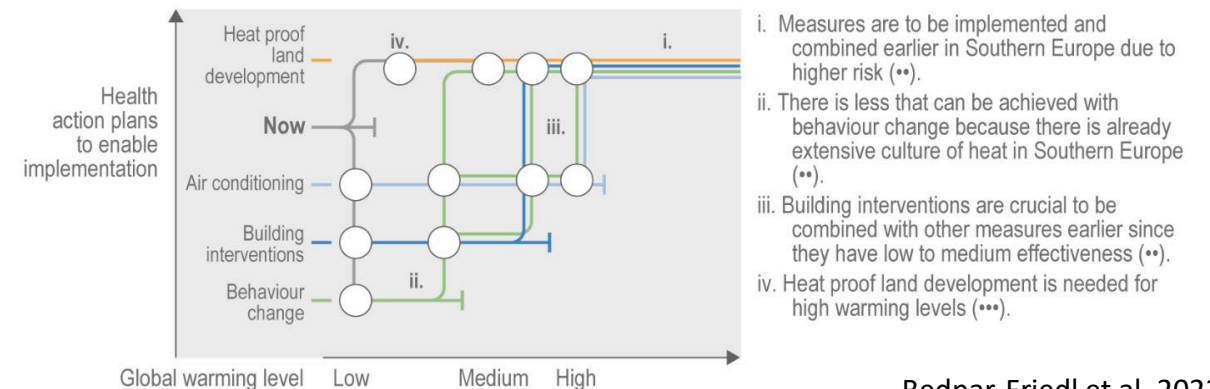 Heat proof
land
development
Health
action plans
to enable
implementation
Now
Air conditioning
Building
interventions
Behaviour
change
iv.
i.
iii.
ii.
Global warming level
Low
Medium
High
i. Measures are to be implemented and
combined earlier in Southern Europe due to
higher risk (••).
ii. There is less that can be achieved with
behaviour change because there is already
extensive culture of heat in Southern Europe
(••).
iii. Building interventions are crucial to be
combined with other measures earlier since
they have low to medium effectiveness (••).
iv. Heat proof land development is needed for
high warming levels (•••).